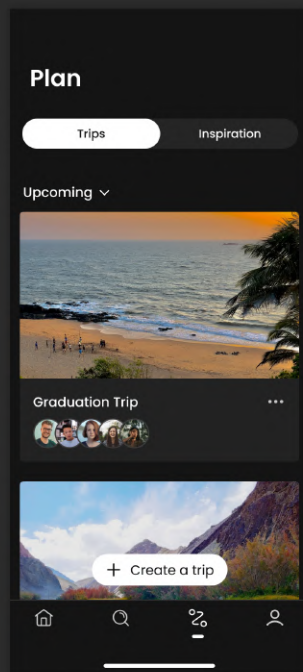 Plan
Trips
Inspiration
Upcoming
Graduation Trip
Create a trip